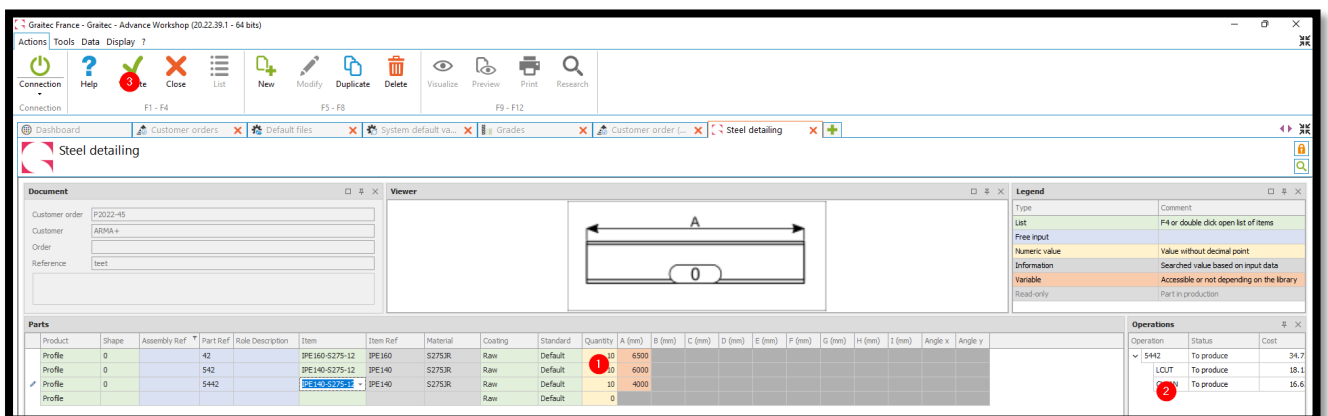 Graitec France - Graitec - Advance Workshop (20.22.39.1 - 64 bits)
Actions Tools Data Display ?
3
Connection Help Close List New Modify Duplicate Delete Visualize Preview Print Research
Connection F1 - F4 F5 - F8 F9 - F12
Dashboard Customer orders Default files System default va... Grades Customer order (... Steel detailing
Steel detailing
Document Viewer Legend
Type Comment
Customer order P2022-45 List F4 or double click open list of items
Customer ARMA+ A Free input
Order Numeric value Value without decimal point
Reference teet 0 Information Searched value based on input data
Variable Accessible or not depending on the library
Read-only Part in production
Parts Operations
Product Shape Assembly Ref Part Ref Role Description Item Item Ref Material Coating Standard Quantity A (mm) B (mm) C (mm) D (mm) E (mm) F (mm) G (mm) H (mm) I (mm) Angle x Angle y Operation Status Cost
Profile 0 42 IPE160-S275-12 IPE160 S275JR Raw Default 10 6500 5442 To produce 34.7
Profile 0 542 IPE140-S275-12 IPE140 S275JR Raw Default 1 10 6000 LCUT To produce 18.1
Profile 0 5442 IPE140-S275-12 IPE140 S275JR Raw Default 10 4000 2 To produce 16.6
Profile Raw Default 0